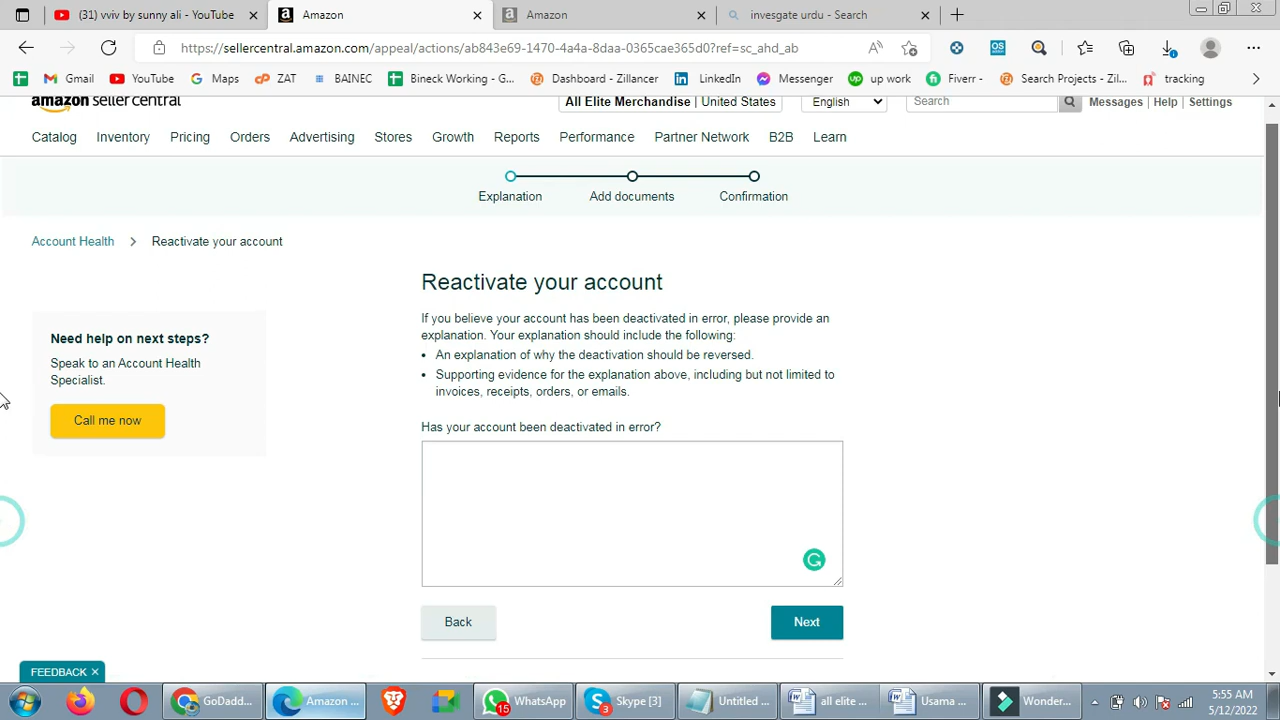 (31) vviv by sunny ali - YouTube
Amazon
Amazon
invesgate urdu - Search
https://sellercentral.amazon.com/appeal/actions/ab843e69-1470-4a4a-8daa-0365cae365d0?ref=sc_ahd_ab
Gmail YouTube Maps ZAT BAINEC Bineck Working - G... Dashboard - Zillancer LinkedIn Messenger up work Fiverr - Search Projects - Zil... tracking
amazon seller central
All Elite Merchandise | United States
English
Search
Messages | Help | Settings
Catalog Inventory Pricing Orders Advertising Stores Growth Reports Performance Partner Network B2B Learn
Explanation Add documents Confirmation
Account Health > Reactivate your account
Reactivate your account
If you believe your account has been deactivated in error, please provide an
explanation. Your explanation should include the following:
• An explanation of why the deactivation should be reversed.
• Supporting evidence for the explanation above, including but not limited to
invoices, receipts, orders, or emails.
Need help on next steps?
Speak to an Account Health
Specialist.
Call me now
Has your account been deactivated in error?
Back
Next
FEEDBACK ×
GoDadd... Amazon ... WhatsApp 15 Skype [3] 3 Untitled ... all elite ... Usama ... Wonder...
5:55 AM
5/12/2022